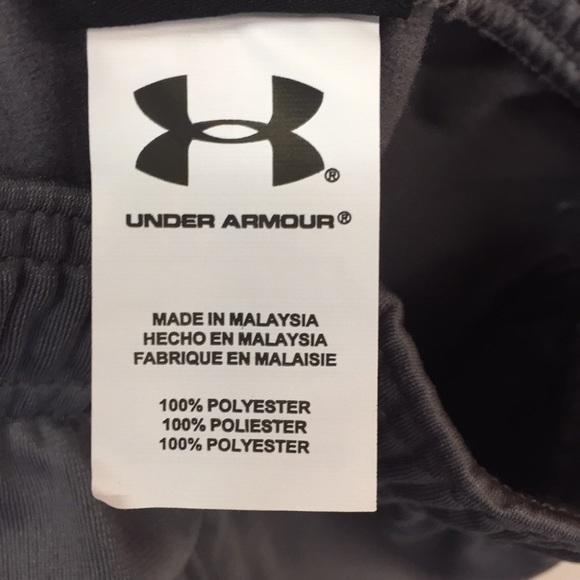 ®
UNDER ARMOUR®
MADE IN MALAYSIA
HECHO EN MALAYSIA
FABRIQUE EN MALAISIE
100% POLYESTER
100% POLIESTER
100% POLYESTER